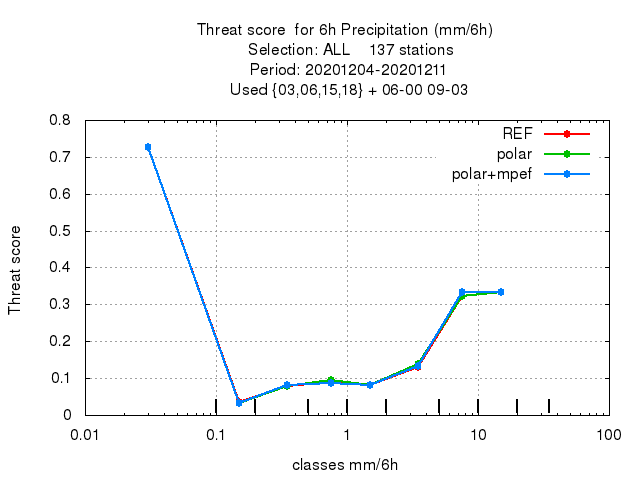 Threat score  for 6h Precipitation (mm/6h)
Selection: ALL    137 stations
Period: 20201204-20201211
Used {03,06,15,18} + 06-00 09-03
REF
polar
polar+mpef
Threat score
0.8
0.7
0.6
0.5
0.4
0.3
0.2
0.1
0
0.01
0.1
1
10
100
classes mm/6h